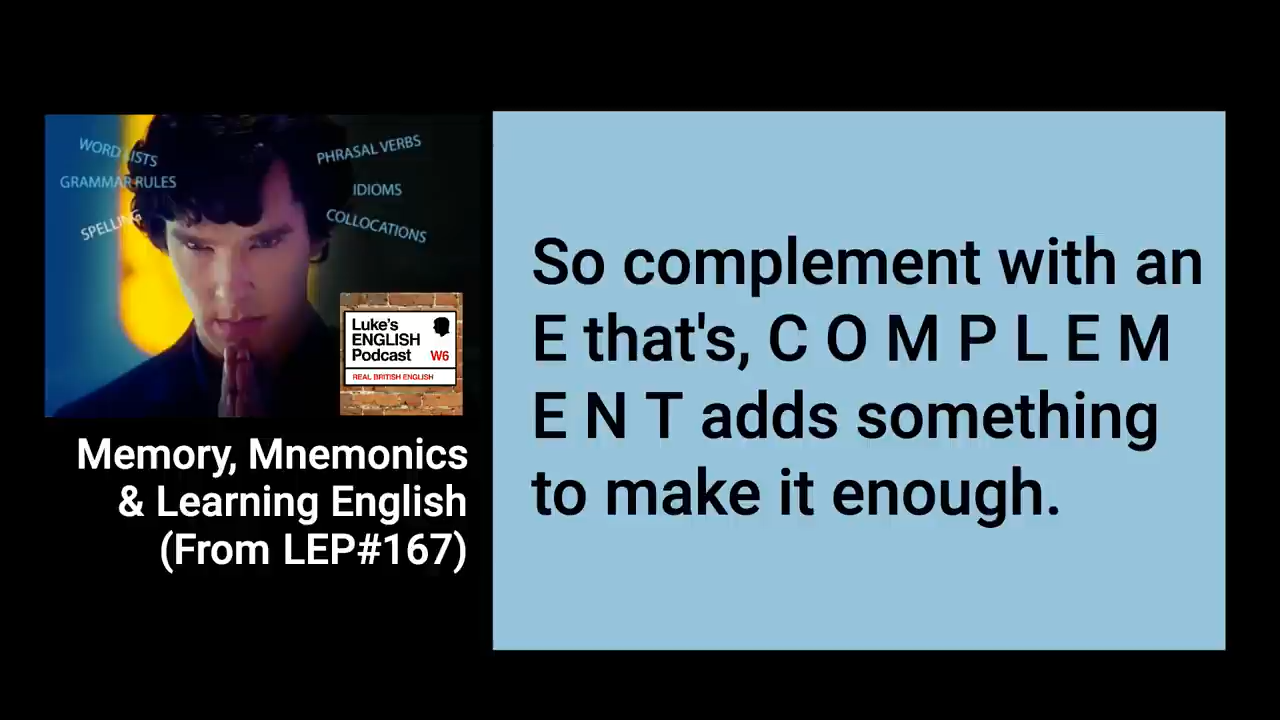 WORD LISTS
GRAMMAR RULES
SPELLING
PHRASAL VERBS
IDIOMS
COLLOCATIONS
Luke's
ENGLISH
Podcast W6
REAL BRITISH ENGLISH
Memory, Mnemonics
& Learning English
(From LEP#167)
So complement with an
E that's, C O M P L E M
E N T adds something
to make it enough.